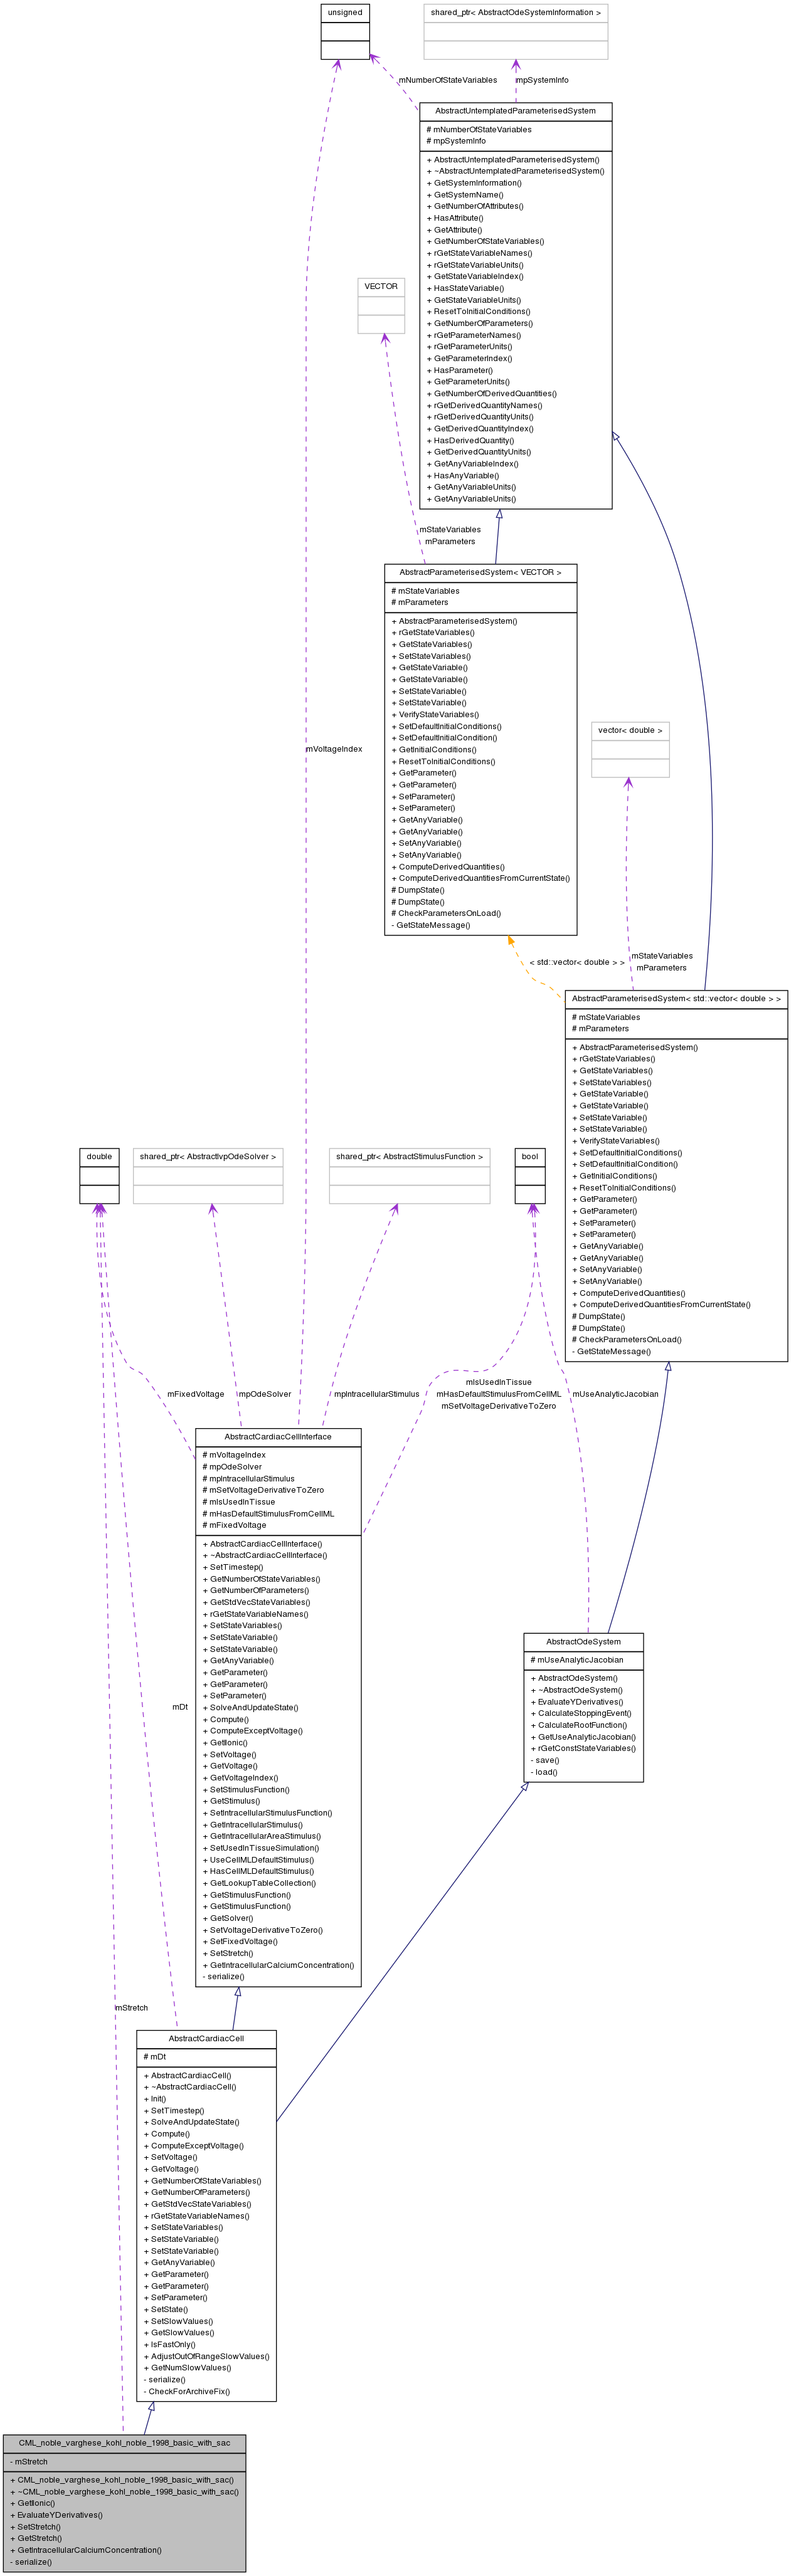 unsigned
shared_ptr< AbstractOdeSystemInformation >
mNumberOfStateVariables
mpSystemInfo
AbstractUntemplatedParameterisedSystem
# mNumberOfStateVariables
# mpSystemInfo
+ AbstractUntemplatedParameterisedSystem()
+ ~AbstractUntemplatedParameterisedSystem()
+ GetSystemInformation()
+ GetSystemName()
+ GetNumberOfAttributes()
+ HasAttribute()
+ GetAttribute()
+ GetNumberOfStateVariables()
+ rGetStateVariableNames()
+ rGetStateVariableUnits()
+ GetStateVariableIndex()
+ HasStateVariable()
+ GetStateVariableUnits()
+ ResetToInitialConditions()
+ GetNumberOfParameters()
+ rGetParameterNames()
+ rGetParameterUnits()
+ GetParameterIndex()
+ HasParameter()
+ GetParameterUnits()
+ GetNumberOfDerivedQuantities()
+ rGetDerivedQuantityNames()
+ rGetDerivedQuantityUnits()
+ GetDerivedQuantityIndex()
+ HasDerivedQuantity()
+ GetDerivedQuantityUnits()
+ GetAnyVariableIndex()
+ HasAnyVariable()
+ GetAnyVariableUnits()
+ GetAnyVariableUnits()
VECTOR
mStateVariables
mParameters
AbstractParameterisedSystem< VECTOR >
# mStateVariables
# mParameters
+ AbstractParameterisedSystem()
+ rGetStateVariables()
+ GetStateVariables()
+ SetStateVariables()
+ GetStateVariable()
+ GetStateVariable()
+ SetStateVariable()
+ SetStateVariable()
+ VerifyStateVariables()
+ SetDefaultInitialConditions()
+ SetDefaultInitialCondition()
+ GetInitialConditions()
+ ResetToInitialConditions()
+ GetParameter()
+ GetParameter()
+ SetParameter()
+ SetParameter()
+ GetAnyVariable()
+ GetAnyVariable()
+ SetAnyVariable()
+ SetAnyVariable()
+ ComputeDerivedQuantities()
+ ComputeDerivedQuantitiesFromCurrentState()
# DumpState()
# DumpState()
# CheckParametersOnLoad()
- GetStateMessage()
mVoltageIndex
vector< double >
< std::vector< double > >
mStateVariables
mParameters
AbstractParameterisedSystem< std::vector< double > >
# mStateVariables
# mParameters
+ AbstractParameterisedSystem()
+ rGetStateVariables()
+ GetStateVariables()
+ SetStateVariables()
+ GetStateVariable()
+ GetStateVariable()
+ SetStateVariable()
+ SetStateVariable()
+ VerifyStateVariables()
+ SetDefaultInitialConditions()
+ SetDefaultInitialCondition()
+ GetInitialConditions()
+ ResetToInitialConditions()
+ GetParameter()
+ GetParameter()
+ SetParameter()
+ SetParameter()
+ GetAnyVariable()
+ GetAnyVariable()
+ SetAnyVariable()
+ SetAnyVariable()
+ ComputeDerivedQuantities()
+ ComputeDerivedQuantitiesFromCurrentState()
# DumpState()
# DumpState()
# CheckParametersOnLoad()
- GetStateMessage()
double
shared_ptr< AbstractIvpOdeSolver >
shared_ptr< AbstractStimulusFunction >
bool
mFixedVoltage
mpOdeSolver
mpIntracellularStimulus
mIsUsedInTissue
mHasDefaultStimulusFromCellML
mSetVoltageDerivativeToZero
mUseAnalyticJacobian
AbstractCardiacCellInterface
# mVoltageIndex
# mpOdeSolver
# mpIntracellularStimulus
# mSetVoltageDerivativeToZero
# mIsUsedInTissue
# mHasDefaultStimulusFromCellML
# mFixedVoltage
+ AbstractCardiacCellInterface()
+ ~AbstractCardiacCellInterface()
+ SetTimestep()
+ GetNumberOfStateVariables()
+ GetNumberOfParameters()
+ GetStdVecStateVariables()
+ rGetStateVariableNames()
+ SetStateVariables()
+ SetStateVariable()
+ SetStateVariable()
+ GetAnyVariable()
+ GetParameter()
+ GetParameter()
+ SetParameter()
+ SolveAndUpdateState()
+ Compute()
+ ComputeExceptVoltage()
+ GetIIonic()
+ SetVoltage()
+ GetVoltage()
+ GetVoltageIndex()
+ SetStimulusFunction()
+ GetStimulus()
+ SetIntracellularStimulusFunction()
+ GetIntracellularStimulus()
+ GetIntracellularAreaStimulus()
+ SetUsedInTissueSimulation()
+ UseCellMLDefaultStimulus()
+ HasCellMLDefaultStimulus()
+ GetLookupTableCollection()
+ GetStimulusFunction()
+ GetStimulusFunction()
+ GetSolver()
+ SetVoltageDerivativeToZero()
+ SetFixedVoltage()
+ SetStretch()
+ GetIntracellularCalciumConcentration()
- serialize()
AbstractOdeSystem
# mUseAnalyticJacobian
+ AbstractOdeSystem()
+ ~AbstractOdeSystem()
+ EvaluateYDerivatives()
+ CalculateStoppingEvent()
+ CalculateRootFunction()
+ GetUseAnalyticJacobian()
+ rGetConstStateVariables()
- save()
- load()
mDt
mStretch
AbstractCardiacCell
# mDt
+ AbstractCardiacCell()
+ ~AbstractCardiacCell()
+ Init()
+ SetTimestep()
+ SolveAndUpdateState()
+ Compute()
+ ComputeExceptVoltage()
+ SetVoltage()
+ GetVoltage()
+ GetNumberOfStateVariables()
+ GetNumberOfParameters()
+ GetStdVecStateVariables()
+ rGetStateVariableNames()
+ SetStateVariables()
+ SetStateVariable()
+ SetStateVariable()
+ GetAnyVariable()
+ GetParameter()
+ GetParameter()
+ SetParameter()
+ SetState()
+ SetSlowValues()
+ GetSlowValues()
+ IsFastOnly()
+ AdjustOutOfRangeSlowValues()
+ GetNumSlowValues()
- serialize()
- CheckForArchiveFix()
CML_noble_varghese_kohl_noble_1998_basic_with_sac
- mStretch
+ CML_noble_varghese_kohl_noble_1998_basic_with_sac()
+ ~CML_noble_varghese_kohl_noble_1998_basic_with_sac()
+ GetIIonic()
+ EvaluateYDerivatives()
+ SetStretch()
+ GetStretch()
+ GetIntracellularCalciumConcentration()
- serialize()